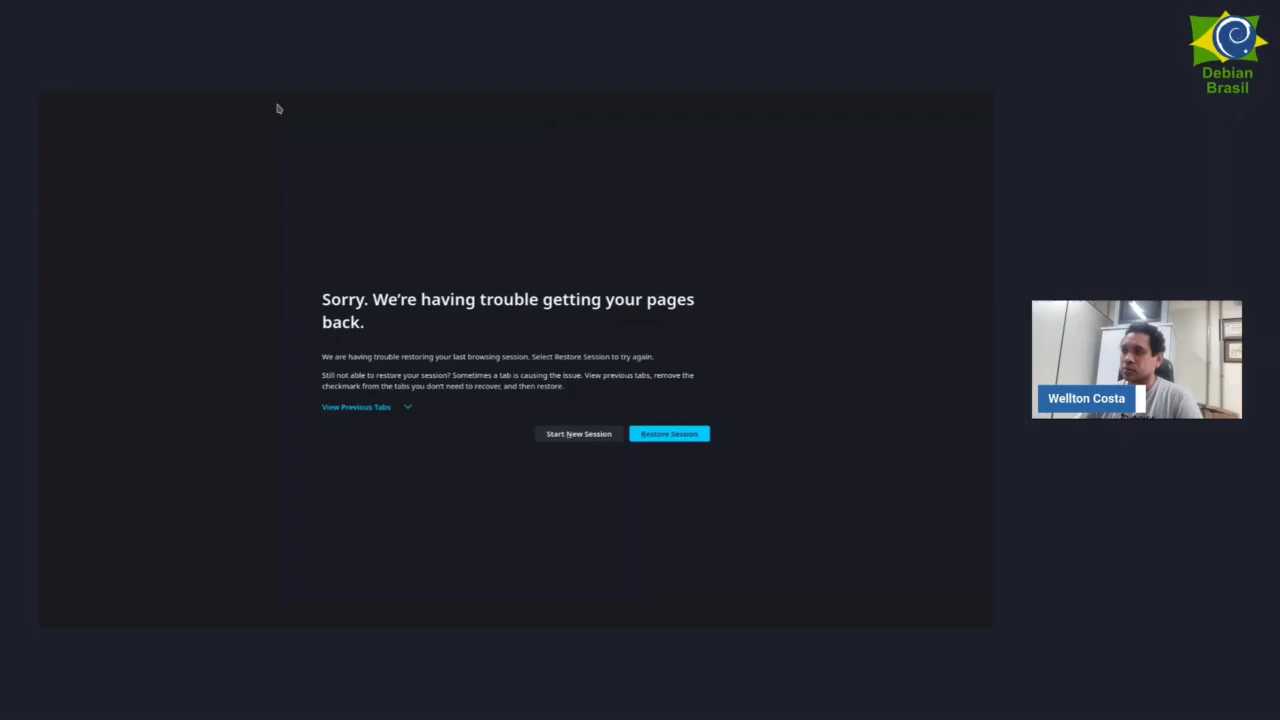 Debian
Brasil
Sorry. We're having trouble getting your pages
back.
We are having trouble restoring your last browsing session. Select Restore Session to try again.
Still not able to restore your session? Sometimes a tab is causing the issue. View previous tabs, remove the
checkmark from the tabs you don't need to recover, and then restore.
View Previous Tabs
Start New Session
Restore Session
Wellton Costa